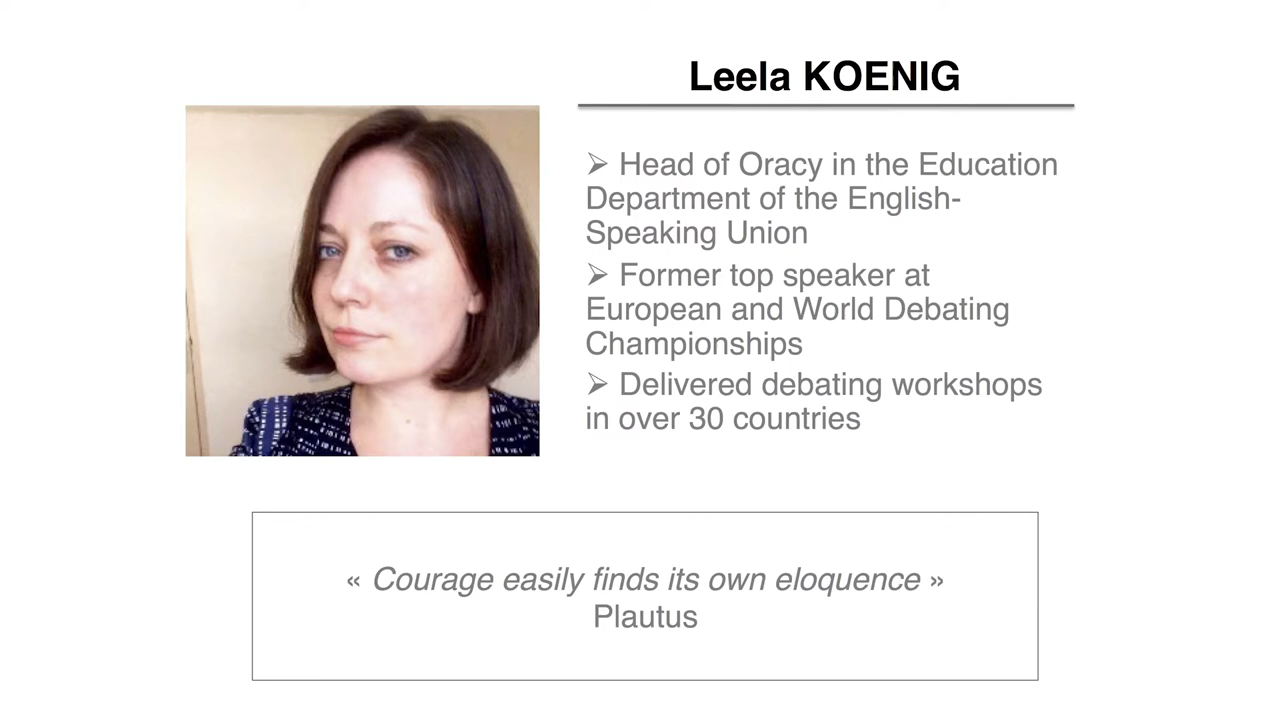 Leela KOENIG
➢ Head of Oracy in the Education
Department of the English-
Speaking Union
➢ Former top speaker at
European and World Debating
Championships
➢ Delivered debating workshops
in over 30 countries
« Courage easily finds its own eloquence »
Plautus